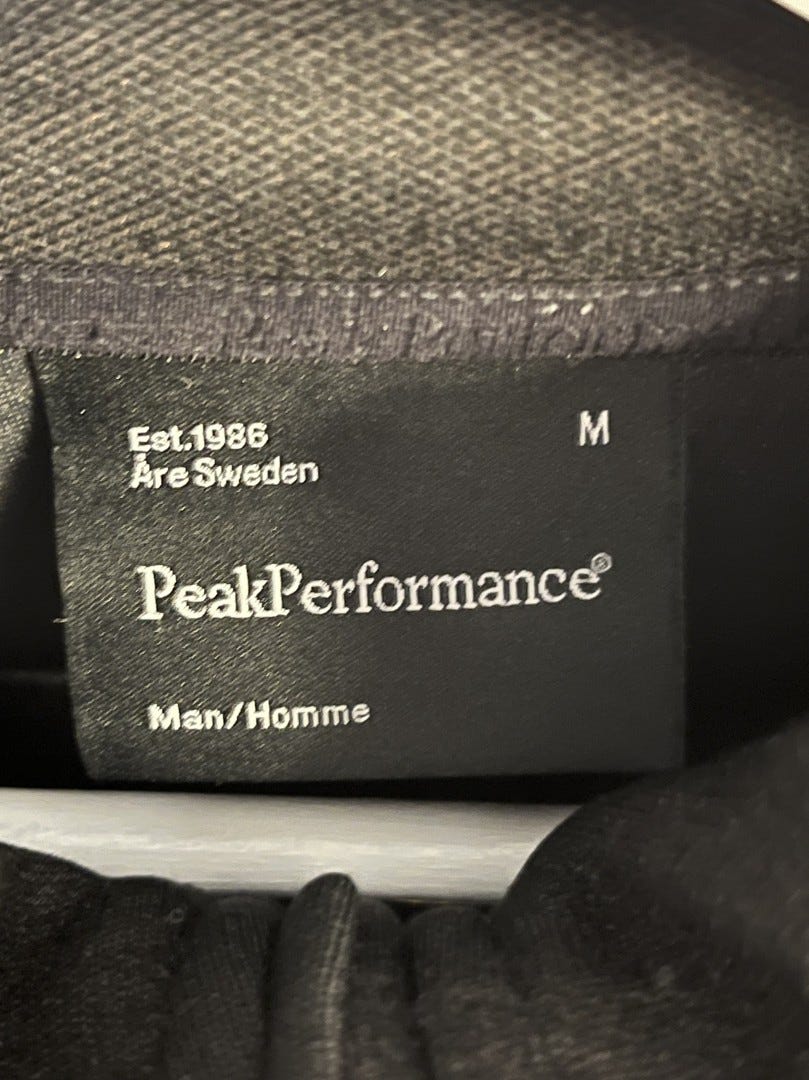 Est.1986
Åre Sweden
M
PeakPerformance®
Man/Homme